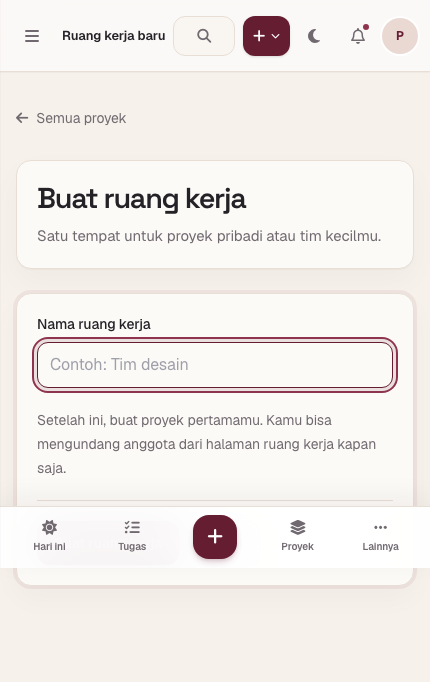 Ruang kerja baru
P
Semua proyek
Buat ruang kerja
Satu tempat untuk proyek pribadi atau tim kecilmu.
Nama ruang kerja
Contoh: Tim desain
Setelah ini, buat proyek pertamamu. Kamu bisa
mengundang anggota dari halaman ruang kerja kapan
saja.
Hari ini
Tugas
Proyek
Lainnya